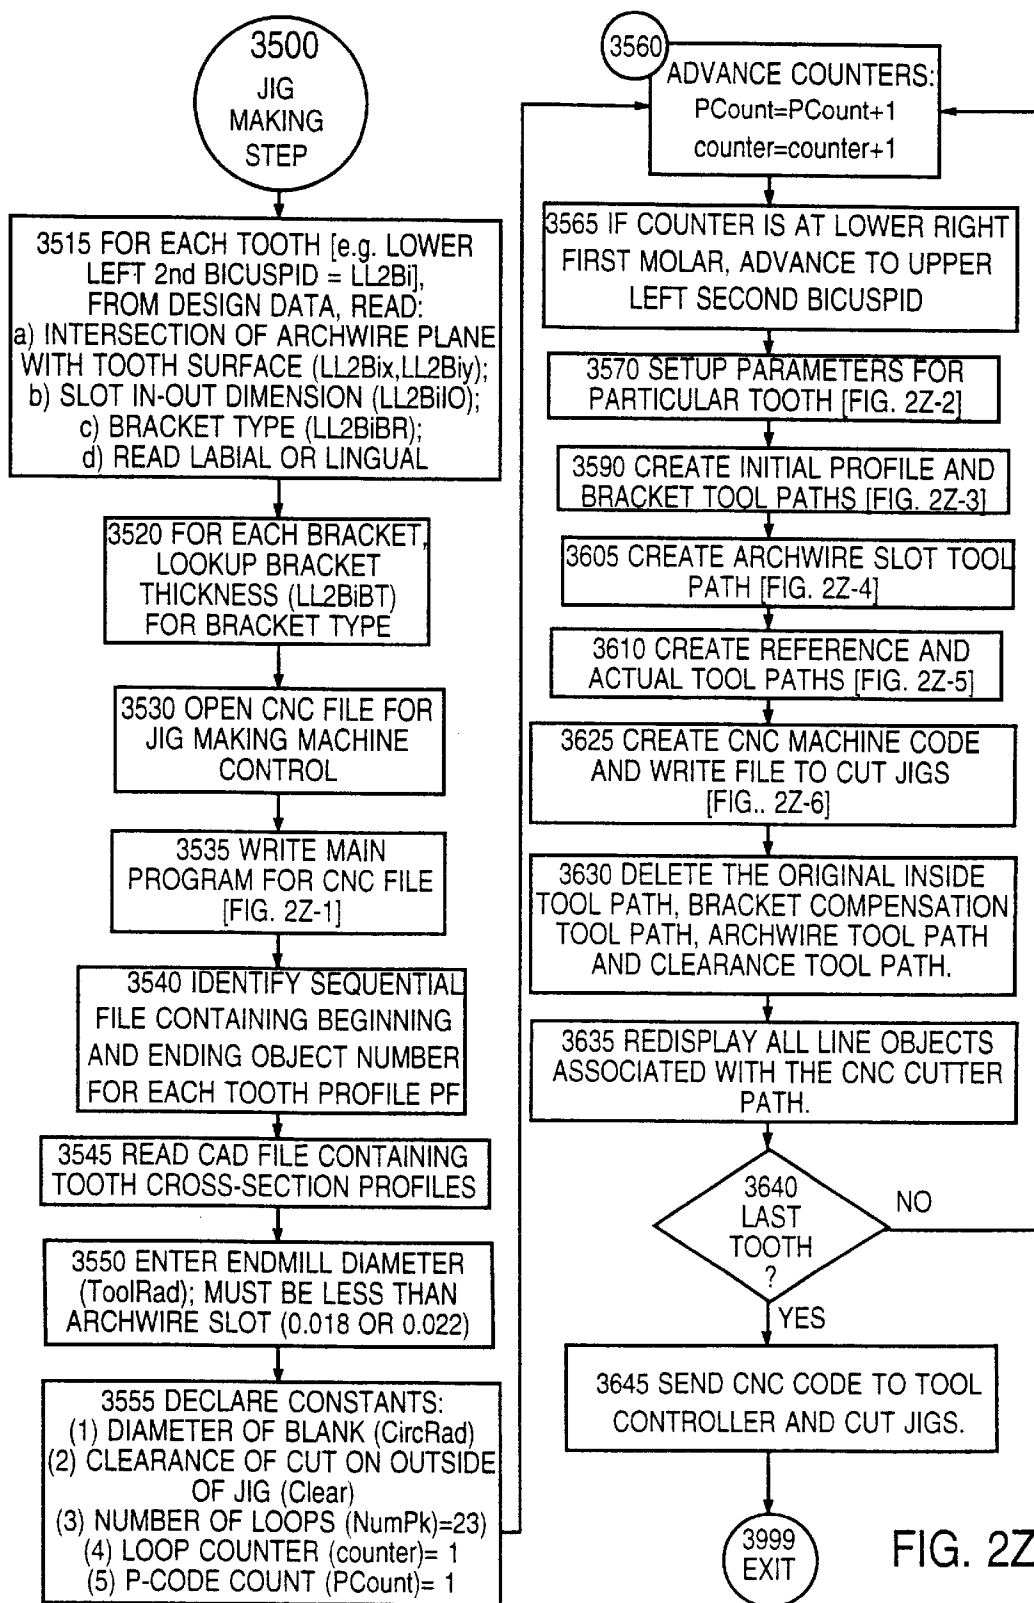 3500
JIG
MAKING
STEP
3515 FOR EACH TOOTH [e.g. LOWER
LEFT 2nd BICUSPID = LL2Bi],
FROM DESIGN DATA, READ:
a) INTERSECTION OF ARCHWIRE PLANE
WITH TOOTH SURFACE (LL2Bix,LL2Biy);
b) SLOT IN-OUT DIMENSION (LL2BiIO);
c) BRACKET TYPE (LL2BiBR);
d) READ LABIAL OR LINGUAL
3520 FOR EACH BRACKET,
LOOKUP BRACKET
THICKNESS (LL2BiBT)
FOR BRACKET TYPE
3530 OPEN CNC FILE FOR
JIG MAKING MACHINE
CONTROL
3535 WRITE MAIN
PROGRAM FOR CNC FILE
[FIG. 2Z-1]
3540 IDENTIFY SEQUENTIAL
FILE CONTAINING BEGINNING
AND ENDING OBJECT NUMBER
FOR EACH TOOTH PROFILE PF
3545 READ CAD FILE CONTAINING
TOOTH CROSS-SECTION PROFILES
3550 ENTER ENDMILL DIAMETER
(ToolRad); MUST BE LESS THAN
ARCHWIRE SLOT (0.018 OR 0.022)
3555 DECLARE CONSTANTS:
(1) DIAMETER OF BLANK (CircRad)
(2) CLEARANCE OF CUT ON OUTSIDE
OF JIG (Clear)
(3) NUMBER OF LOOPS (NumPk)=23)
(4) LOOP COUNTER (counter)= 1
(5) P-CODE COUNT (PCount)= 1
3560
ADVANCE COUNTERS:
PCount=PCount+1
counter=counter+1
3565 IF COUNTER IS AT LOWER RIGHT
FIRST MOLAR, ADVANCE TO UPPER
LEFT SECOND BICUSPID
3570 SETUP PARAMETERS FOR
PARTICULAR TOOTH [FIG. 2Z-2]
3590 CREATE INITIAL PROFILE AND
BRACKET TOOL PATHS [FIG. 2Z-3]
3605 CREATE ARCHWIRE SLOT TOOL
PATH [FIG. 2Z-4]
3610 CREATE REFERENCE AND
ACTUAL TOOL PATHS [FIG. 2Z-5]
3625 CREATE CNC MACHINE CODE
AND WRITE FILE TO CUT JIGS
[FIG.. 2Z-6]
3630 DELETE THE ORIGINAL INSIDE
TOOL PATH, BRACKET COMPENSATION
TOOL PATH, ARCHWIRE TOOL PATH
AND CLEARANCE TOOL PATH.
3635 REDISPLAY ALL LINE OBJECTS
ASSOCIATED WITH THE CNC CUTTER
PATH.
3640
LAST
TOOTH
?
NO
YES
3645 SEND CNC CODE TO TOOL
CONTROLLER AND CUT JIGS.
3999
EXIT
FIG. 2Z